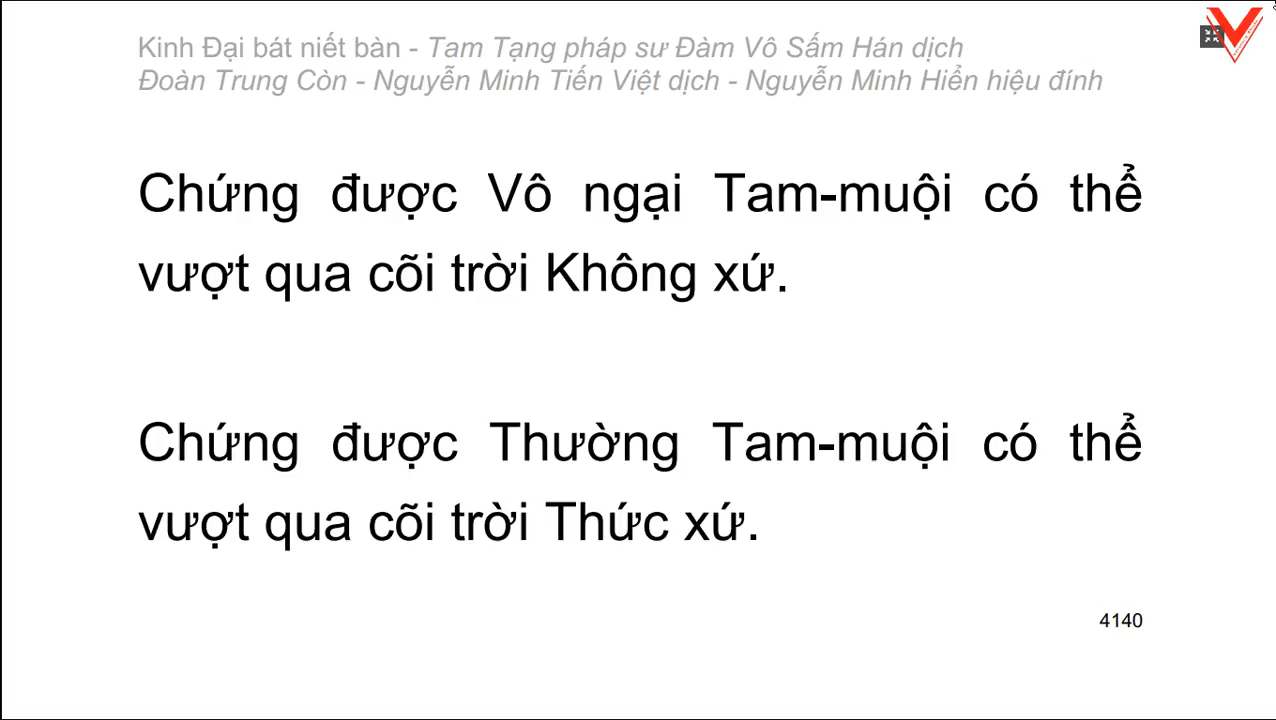 Kinh Đại bát niết bàn - Tam Tạng pháp sư Đàm Vô Sấm Hán dịch
Đoàn Trung Còn - Nguyễn Minh Tiến Việt dịch - Nguyễn Minh Hiển hiệu đính
Chứng được Vô ngại Tam-muội có thể
vượt qua cõi trời Không xứ.
Chứng được Thường Tam-muội có thể
vượt qua cõi trời Thức xứ.
4140